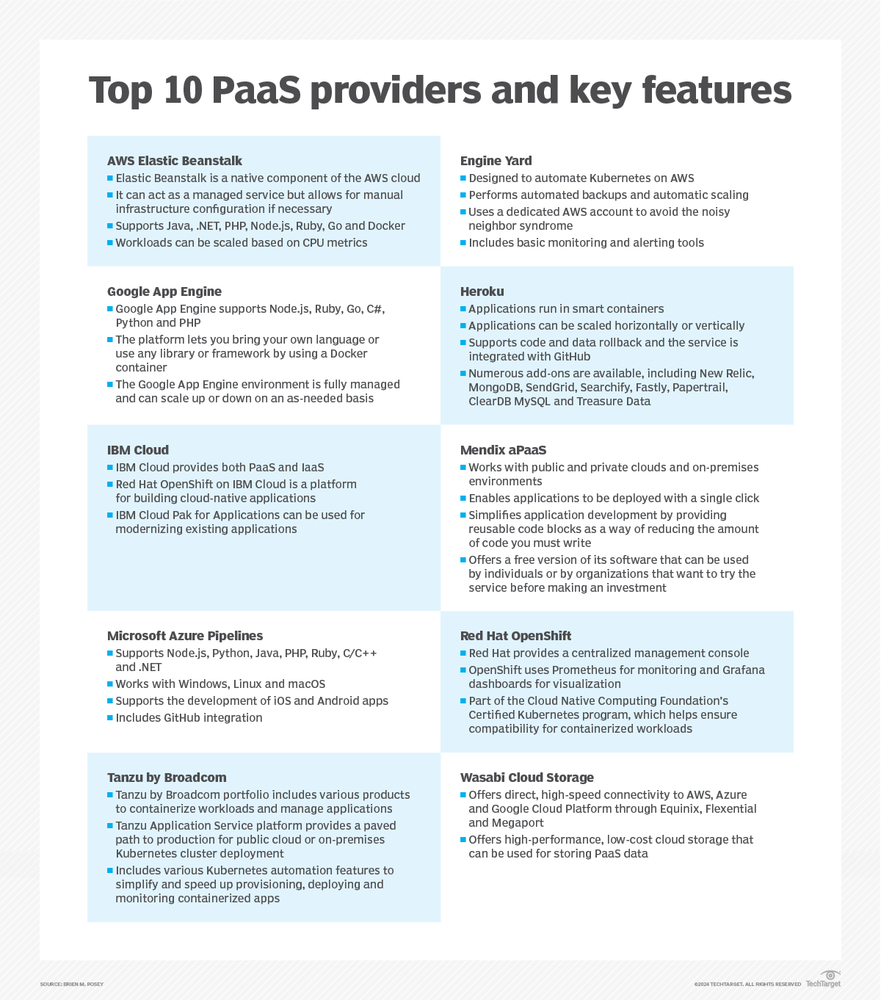 Top 10 PaaS providers and key features
AWS Elastic Beanstalk
Elastic Beanstalk is a native component of the AWS cloud
It can act as a managed service but allows for manual
infrastructure configuration if necessary
Supports Java, .NET, PHP, Node.js, Ruby, Go and Docker
Workloads can be scaled based on CPU metrics
Engine Yard
Designed to automate Kubernetes on AWS
Performs automated backups and automatic scaling
Uses a dedicated AWS account to avoid the noisy
neighbor syndrome
Includes basic monitoring and alerting tools
Google App Engine
Google App Engine supports Node.js, Ruby, Go, C#,
Python and PHP
The platform lets you bring your own language or
use any library or framework by using a Docker
container
The Google App Engine environment is fully managed
and can scale up or down on an as-needed basis
Heroku
Applications run in smart containers
Applications can be scaled horizontally or vertically
Supports code and data rollback and the service is
integrated with GitHub
Numerous add-ons are available, including New Relic,
MongoDB, SendGrid, Searchify, Fastly, Papertrail,
ClearDB MySQL and Treasure Data
IBM Cloud
IBM Cloud provides both PaaS and IaaS
Red Hat OpenShift on IBM Cloud is a platform
for building cloud-native applications
IBM Cloud Pak for Applications can be used for
modernizing existing applications
Mendix aPaaS
Works with public and private clouds and on-premises
environments
Enables applications to be deployed with a single click
Simplifies application development by providing
reusable code blocks as a way of reducing the amount
of code you must write
Offers a free version of its software that can be used
by individuals or by organizations that want to try the
service before making an investment
Microsoft Azure Pipelines
Supports Node.js, Python, Java, PHP, Ruby, C/C++
and .NET
Works with Windows, Linux and macOS
Supports the development of iOS and Android apps
Includes GitHub integration
Red Hat OpenShift
Red Hat provides a centralized management console
OpenShift uses Prometheus for monitoring and Grafana
dashboards for visualization
Part of the Cloud Native Computing Foundation’s
Certified Kubernetes program, which helps ensure
compatibility for containerized workloads
Tanzu by Broadcom
Tanzu by Broadcom portfolio includes various products
to containerize workloads and manage applications
Tanzu Application Service platform provides a paved
path to production for public cloud or on-premises
Kubernetes cluster deployment
Includes various Kubernetes automation features to
simplify and speed up provisioning, deploying and
monitoring containerized apps
Wasabi Cloud Storage
Offers direct, high-speed connectivity to AWS, Azure
and Google Cloud Platform through Equinix, Flexential
and Megaport
Offers high-performance, low-cost cloud storage that
can be used for storing PaaS data
SOURCE: BRIEN M. POSEY
©2024 TECHTARGET. ALL RIGHTS RESERVED
TechTarget